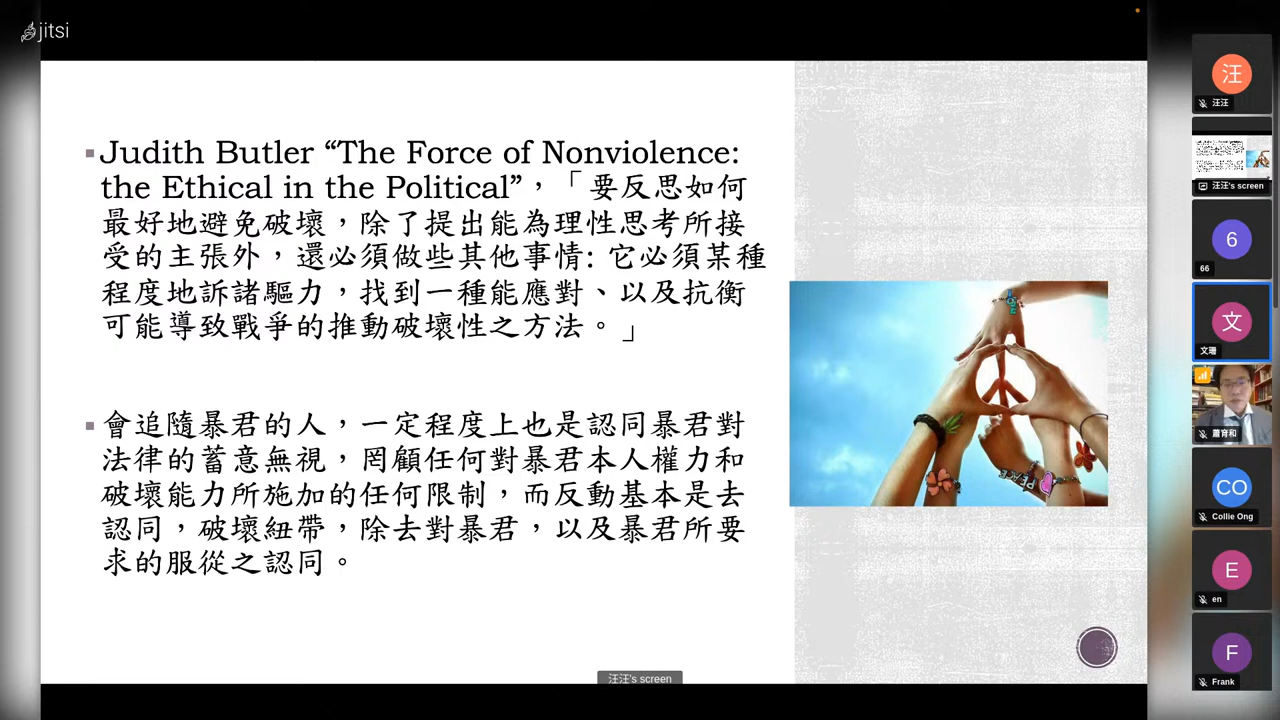 jitsi
Judith Butler “The Force of Nonviolence:
the Ethical in the Political”，「要反思如何
最好地避免破壞，除了提出能為理性思考所接
受的主張外，還必須做些其他事情: 它必須某種
程度地訴諸驅力，找到一種能應對、以及抗衡
可能導致戰爭的推動破壞性之方法。」
會追隨暴君的人，一定程度上也是認同暴君對
法律的蓄意無視，罔顧任何對暴君本人權力和
破壞能力所施加的任何限制，而反動基本是去
認同，破壞紐帶，除去對暴君，以及暴君所要
求的服從之認同。
PEACE
汪汪's screen
汪
汪汪
汪汪's screen
6
66
文
文珊
蕭育和
CO
Collie Ong
E
en
F
Frank